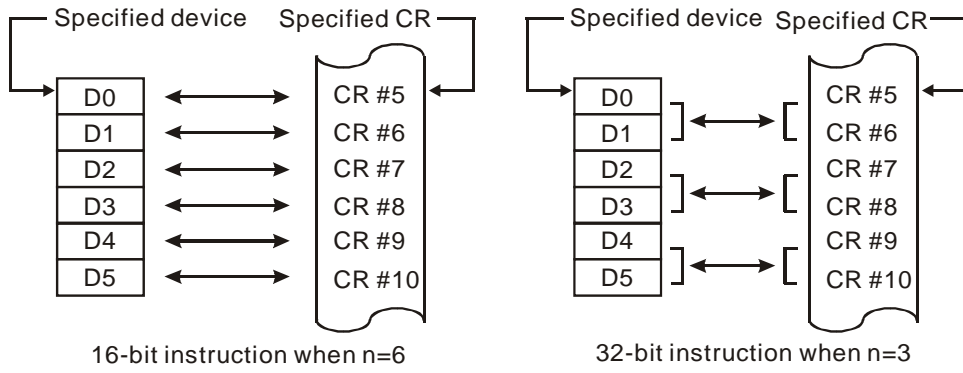 Specified device Specified CR
D0 CR #5
D1 CR #6
D2 CR #7
D3 CR #8
D4 CR #9
D5 CR #10
16-bit instruction when n=6
Specified device Specified CR
D0 CR #5
D1 CR #6
D2 CR #7
D3 CR #8
D4 CR #9
D5 CR #10
32-bit instruction when n=3